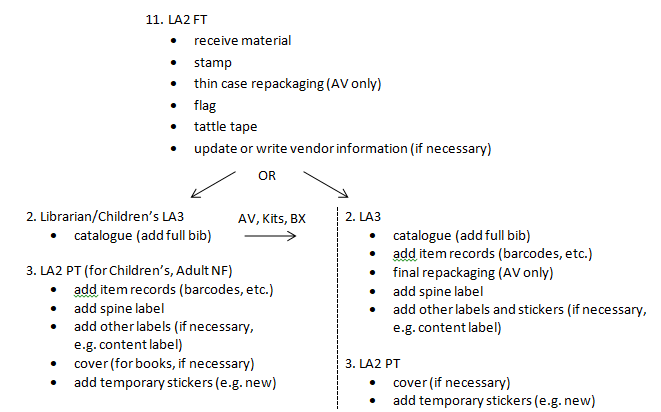 11. LA2 FT
• receive material
• stamp
• thin case repackaging (AV only)
• flag
• tattle tape
• update or write vendor information (if necessary)
OR
2. Librarian/Children's LA3
• catalogue (add full bib)
AV, Kits, BX
3. LA2 PT (for Children's, Adult NF)
• add item records (barcodes, etc.)
• add spine label
• add other labels (if necessary,
e.g. content label)
• cover (for books, if necessary)
• add temporary stickers (e.g. new)
2. LA3
• catalogue (add full bib)
• add item records (barcodes, etc.)
• final repackaging (AV only)
• add spine label
• add other labels and stickers (if necessary,
e.g. content label)
3. LA2 PT
• cover (if necessary)
• add temporary stickers (e.g. new)